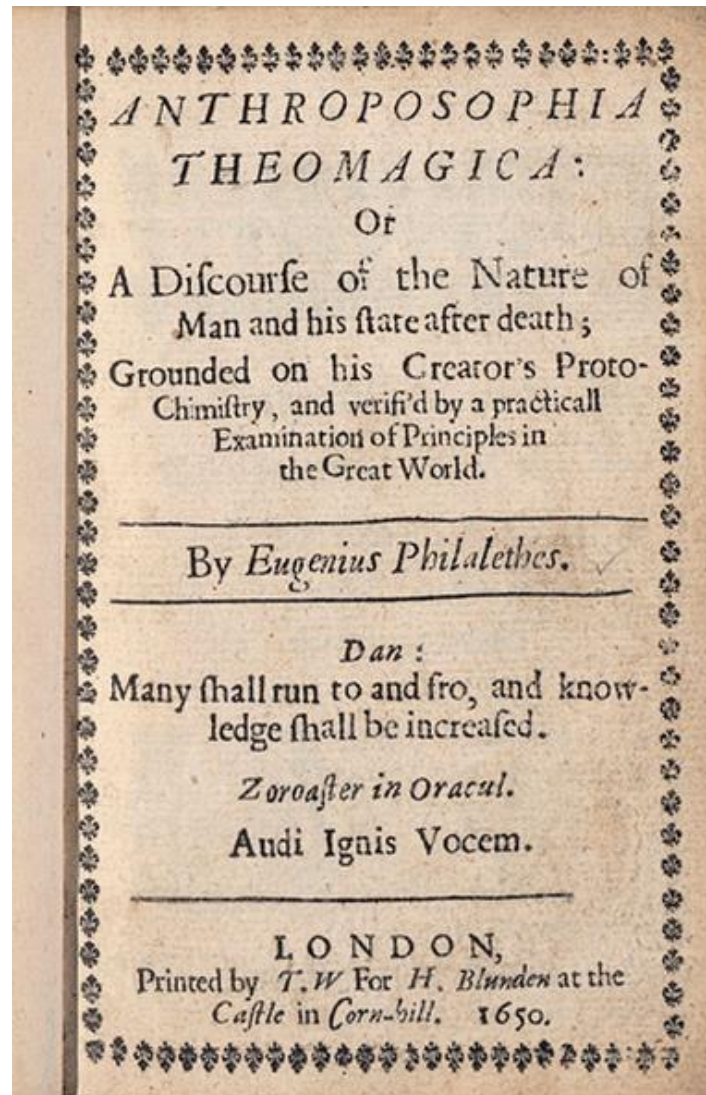 ANTHROPOSOPHIA
THEOMAGICA:
Or
A Diſcourſe of the Nature of
Man and his ſtate after death;
Grounded on his Creator's Proto-
Chimiſtry, and verifi'd by a practicall
Examination of Principles in
the Great World.
By Eugenius Philalethes.
Dan:
Many ſhall run to and fro, and know-
ledge ſhall be increaſed.
Zoroaſter in Oracul.
Audi Ignis Vocem.
LONDON,
Printed by T.W For H. Blunden at the
Caſtle in Corn-hill. 1650.